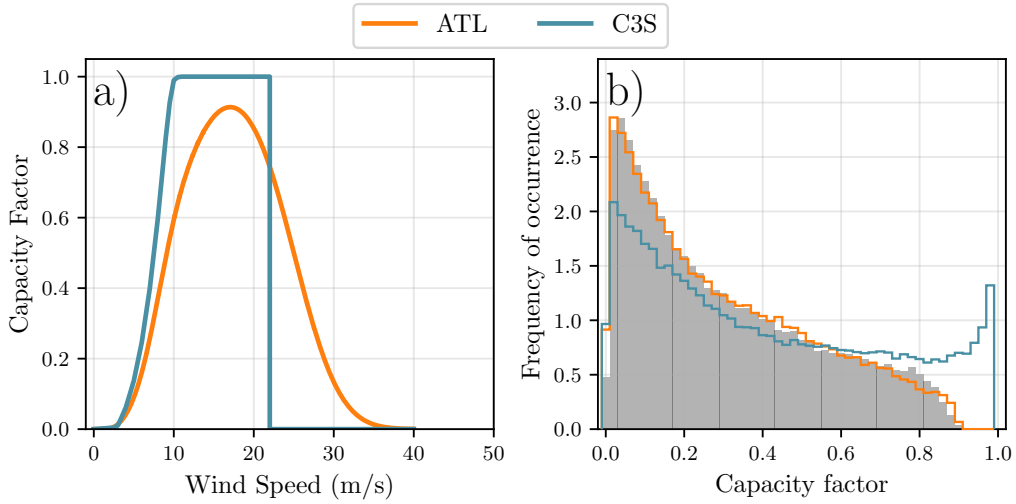 ATL C3S
a)
Capacity Factor
1.0
0.8
0.6
0.4
0.2
0.0
0 10 20 30 40 50
Wind Speed (m/s)
b)
Frequency of occurrence
3.0
2.5
2.0
1.5
1.0
0.5
0.0
0.0 0.2 0.4 0.6 0.8 1.0
Capacity factor